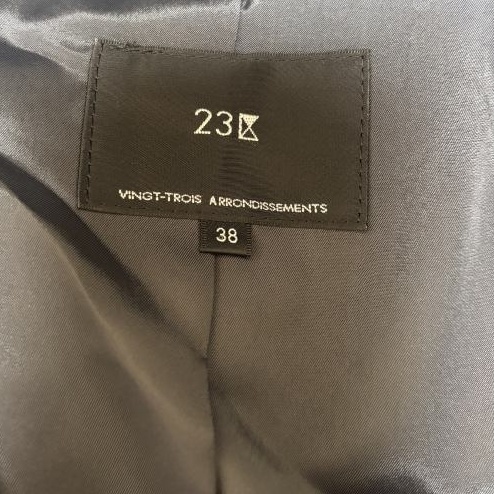 23区
VINGT-TROIS ARRONDISSEMENTS
38